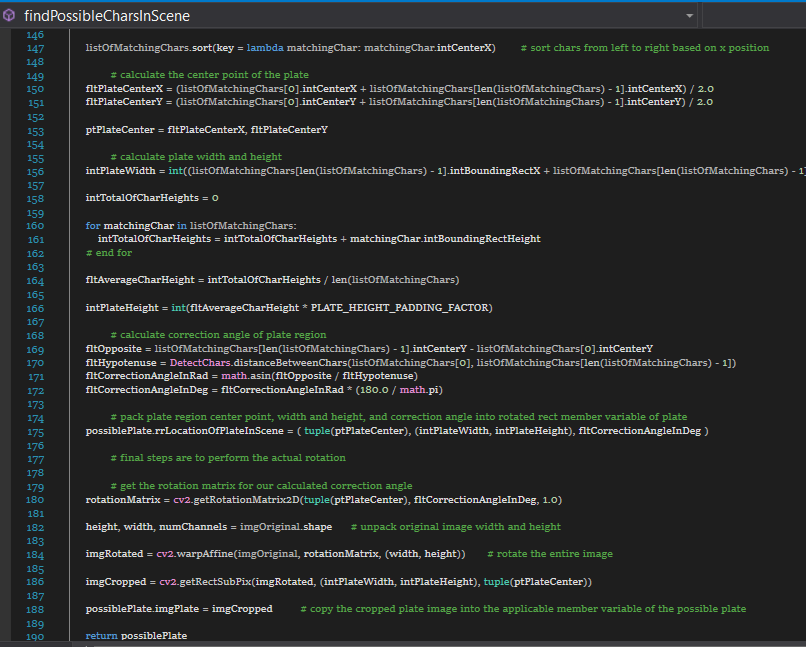 findPossibleCharsInScene
146
147 listOfMatchingChars.sort(key = lambda matchingChar: matchingChar.intCenterX) # sort chars from left to right based on x position
148
149 # calculate the center point of the plate
150 fltPlateCenterX = (listOfMatchingChars[0].intCenterX + listOfMatchingChars[len(listOfMatchingChars) - 1].intCenterX) / 2.0
151 fltPlateCenterY = (listOfMatchingChars[0].intCenterY + listOfMatchingChars[len(listOfMatchingChars) - 1].intCenterY) / 2.0
152
153 ptPlateCenter = fltPlateCenterX, fltPlateCenterY
154
155 # calculate plate width and height
156 intPlateWidth = int((listOfMatchingChars[len(listOfMatchingChars) - 1].intBoundingRectX + listOfMatchingChars[len(listOfMatchingChars) - 1]
157
158 intTotalOfCharHeights = 0
159
160 for matchingChar in listOfMatchingChars:
161 intTotalOfCharHeights = intTotalOfCharHeights + matchingChar.intBoundingRectHeight
162 # end for
163
164 fltAverageCharHeight = intTotalOfCharHeights / len(listOfMatchingChars)
165
166 intPlateHeight = int(fltAverageCharHeight * PLATE_HEIGHT_PADDING_FACTOR)
167
168 # calculate correction angle of plate region
169 fltOpposite = listOfMatchingChars[len(listOfMatchingChars) - 1].intCenterY - listOfMatchingChars[0].intCenterY
170 fltHypotenuse = DetectChars.distanceBetweenChars(listOfMatchingChars[0], listOfMatchingChars[len(listOfMatchingChars) - 1])
171 fltCorrectionAngleInRad = math.asin(fltOpposite / fltHypotenuse)
172 fltCorrectionAngleInDeg = fltCorrectionAngleInRad * (180.0 / math.pi)
173
174 # pack plate region center point, width and height, and correction angle into rotated rect member variable of plate
175 possiblePlate.rrLocationOfPlateInScene = ( tuple(ptPlateCenter), (intPlateWidth, intPlateHeight), fltCorrectionAngleInDeg )
176
177 # final steps are to perform the actual rotation
178
179 # get the rotation matrix for our calculated correction angle
180 rotationMatrix = cv2.getRotationMatrix2D(tuple(ptPlateCenter), fltCorrectionAngleInDeg, 1.0)
181
182 height, width, numChannels = imgOriginal.shape # unpack original image width and height
183
184 imgRotated = cv2.warpAffine(imgOriginal, rotationMatrix, (width, height)) # rotate the entire image
185
186 imgCropped = cv2.getRectSubPix(imgRotated, (intPlateWidth, intPlateHeight), tuple(ptPlateCenter))
187
188 possiblePlate.imgPlate = imgCropped # copy the cropped plate image into the applicable member variable of the possible plate
189
190 return possiblePlate